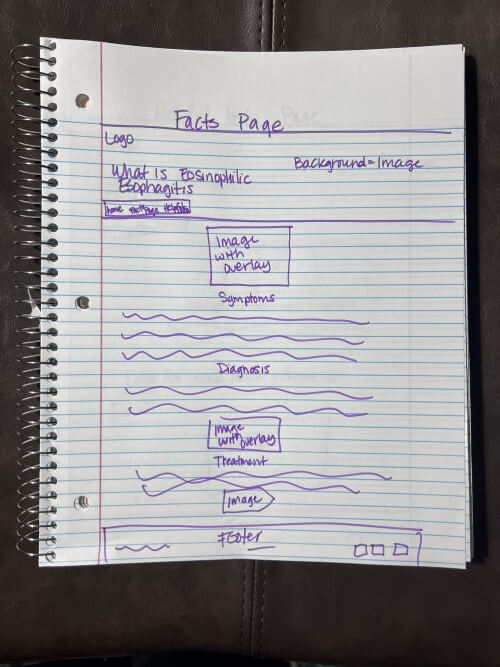 Facts Page
Logo
Background = Image
What is Eosinophilic
Esophagitis
Home Facts Page
Image
with
overlay
Symptoms
Diagnosis
Image
with overlay
Treatment
Image
Footer